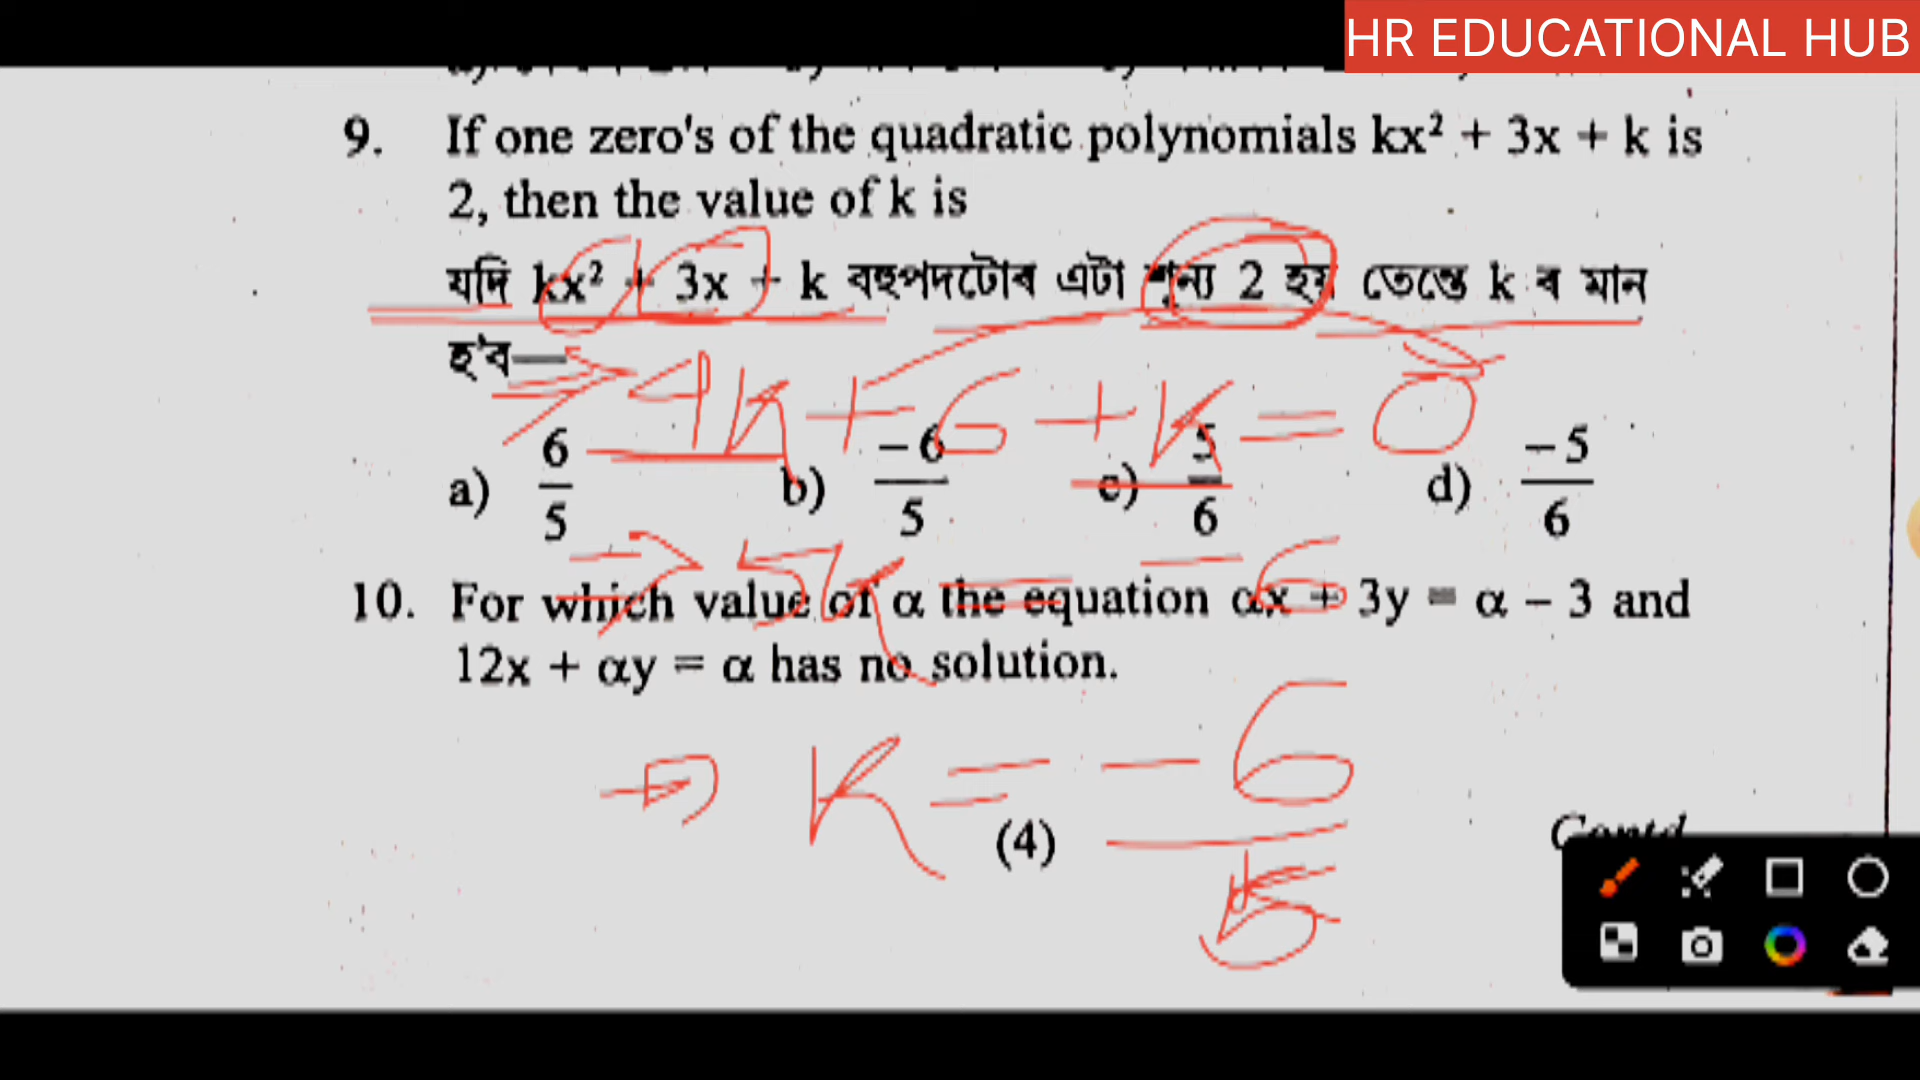 HR EDUCATIONAL HUB
9. If one zero's of the quadratic polynomials kx² + 3x + k is
2, then the value of k is
যদি kx² + 3x + k বহুপদটোৰ এটা শূন্য 2 হয় তেন্তে k ৰ মান
হ'ব—
⇒ 4k + 6 + k = 0
a) 6/5 b) -6/5 c) 5/6 d) -5/6
⇒ 5k = -6
10. For which value of α the equation αx + 3y = α – 3 and
12x + αy = α has no solution.
⇒ k = -6/5
(4)
Contd